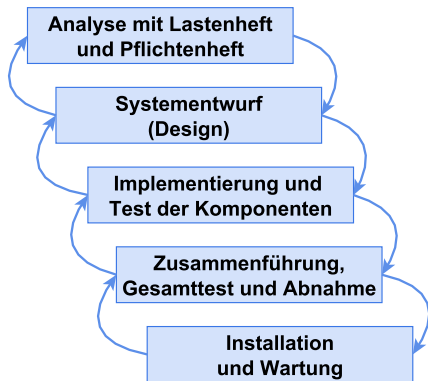 Analyse mit Lastenheft
und Pflichtenheft
Systementwurf
(Design)
Implementierung und
Test der Komponenten
Zusammenführung,
Gesamttest und Abnahme
Installation
und Wartung